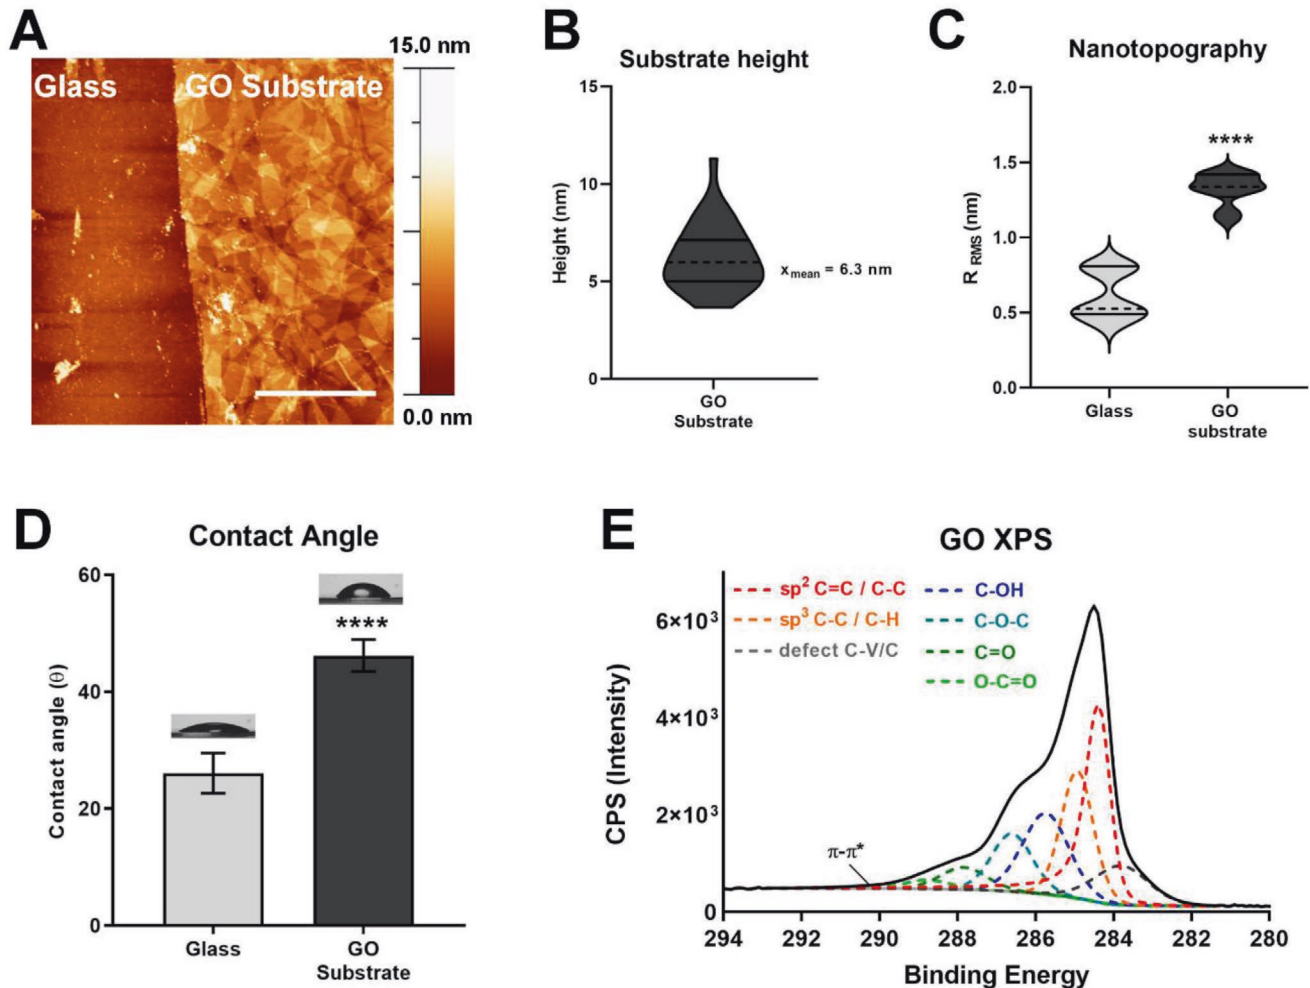 A
Glass
GO Substrate
15.0 nm
0.0 nm
B
Substrate height
Height (nm)
15
10
5
0
x_mean = 6.3 nm
GO
Substrate
C
Nanotopography
R RMS (nm)
2.0
1.5
1.0
0.5
0.0
****
Glass
GO
substrate
D
Contact Angle
Contact angle (θ)
60
40
20
0
****
Glass
GO
Substrate
E
GO XPS
CPS (Intensity)
6×10³
4×10³
2×10³
0
sp² C=C / C-C
sp³ C-C / C-H
defect C-V/C
C-OH
C-O-C
C=O
O-C=O
π-π*
294 292 290 288 286 284 282 280
Binding Energy